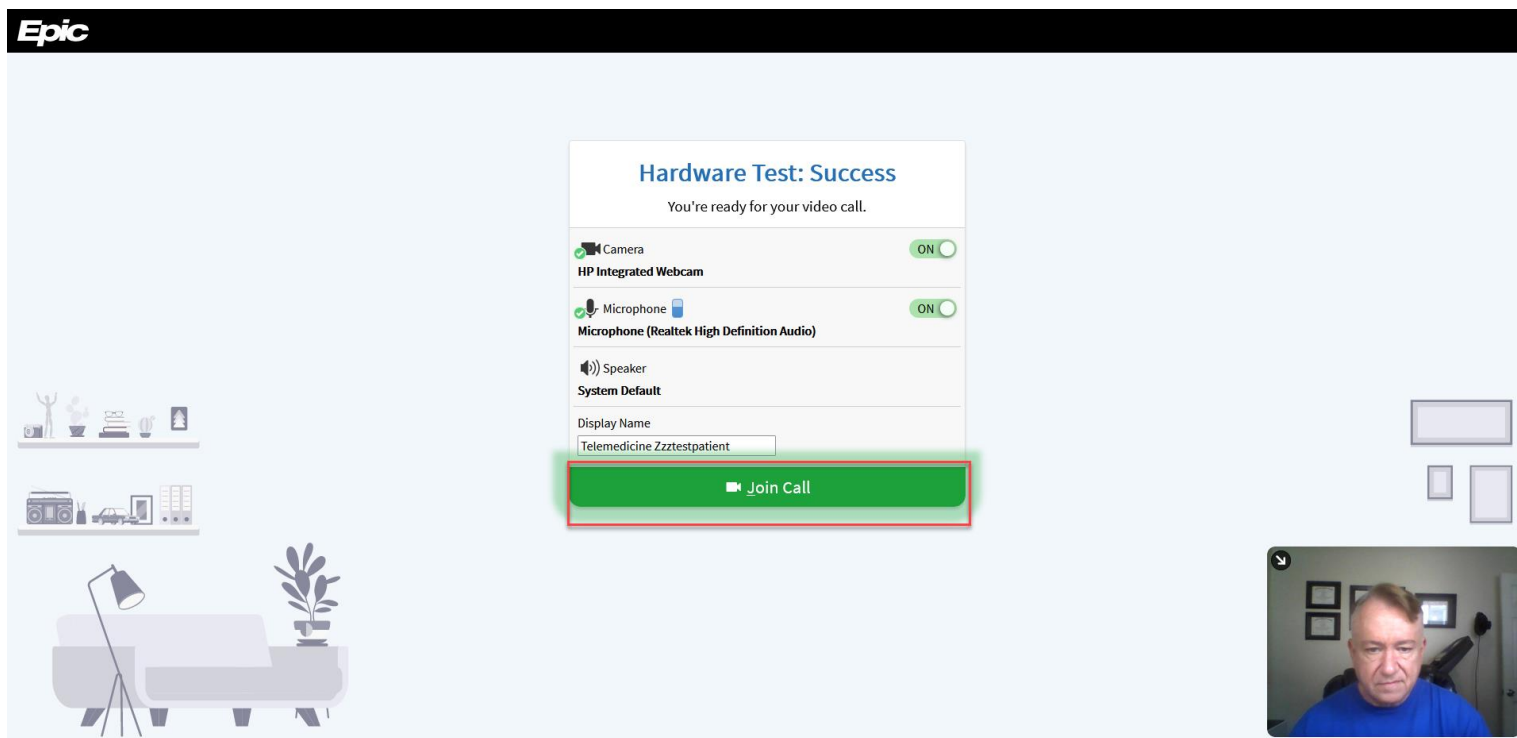 Epic
Hardware Test: Success
You're ready for your video call.
Camera
ON
HP Integrated Webcam
Microphone
ON
Microphone (Realtek High Definition Audio)
Speaker
System Default
Display Name
Telemedicine Zzztestpatient
Join Call